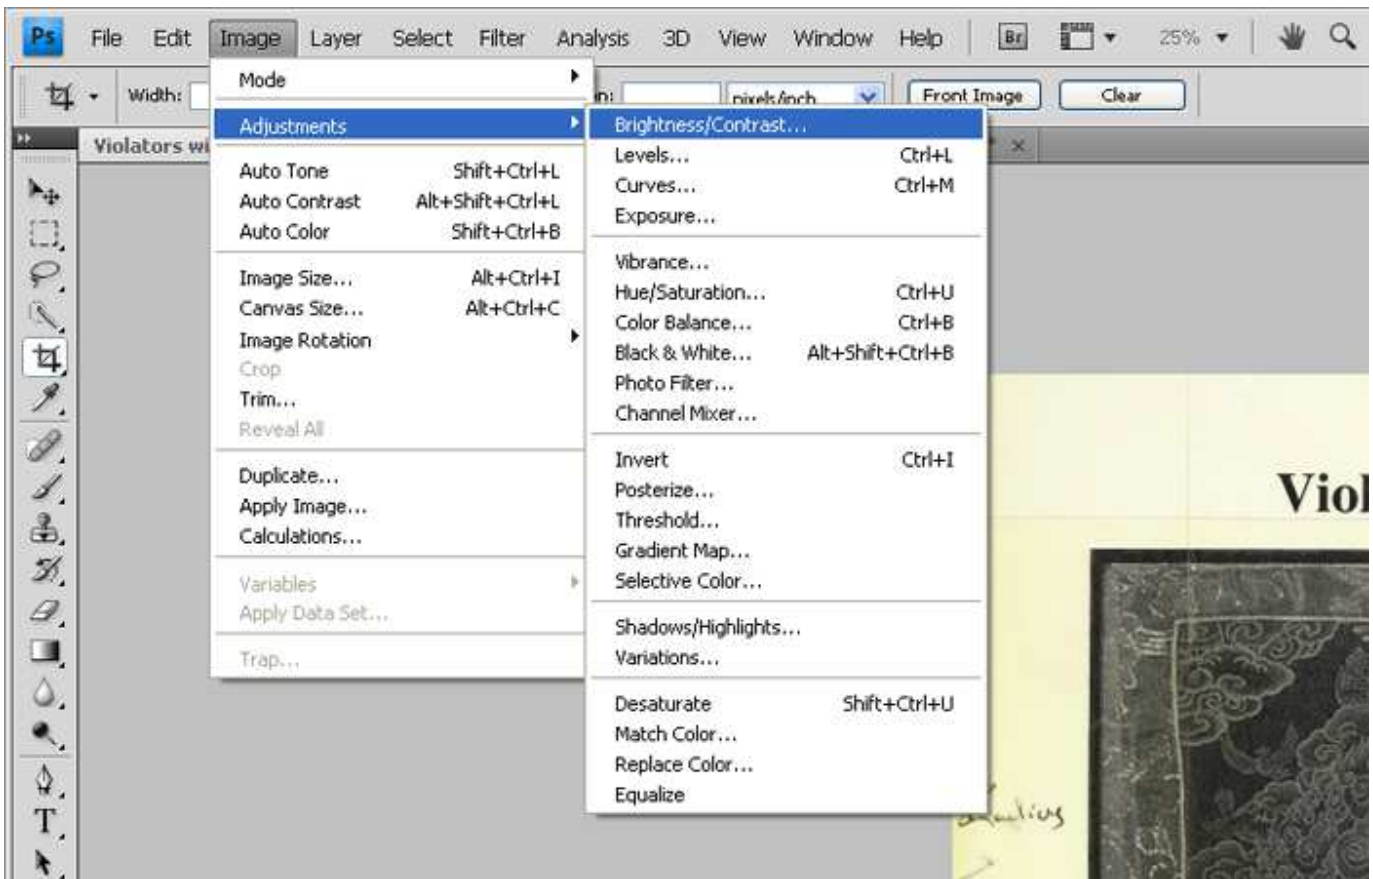 Ps File Edit Image Layer Select Filter Analysis 3D View Window Help Br 25%
Width: pixels/inch Front Image Clear
Violators wi
Mode
Adjustments
Auto Tone Shift+Ctrl+L
Auto Contrast Alt+Shift+Ctrl+L
Auto Color Shift+Ctrl+B
Image Size... Alt+Ctrl+I
Canvas Size... Alt+Ctrl+C
Image Rotation
Crop
Trim...
Reveal All
Duplicate...
Apply Image...
Calculations...
Variables
Apply Data Set...
Trap...
Brightness/Contrast...
Levels... Ctrl+L
Curves... Ctrl+M
Exposure...
Vibrance...
Hue/Saturation... Ctrl+U
Color Balance... Ctrl+B
Black & White... Alt+Shift+Ctrl+B
Photo Filter...
Channel Mixer...
Invert Ctrl+I
Posterize...
Threshold...
Gradient Map...
Selective Color...
Shadows/Highlights...
Variations...
Desaturate Shift+Ctrl+U
Match Color...
Replace Color...
Equalize
Viol